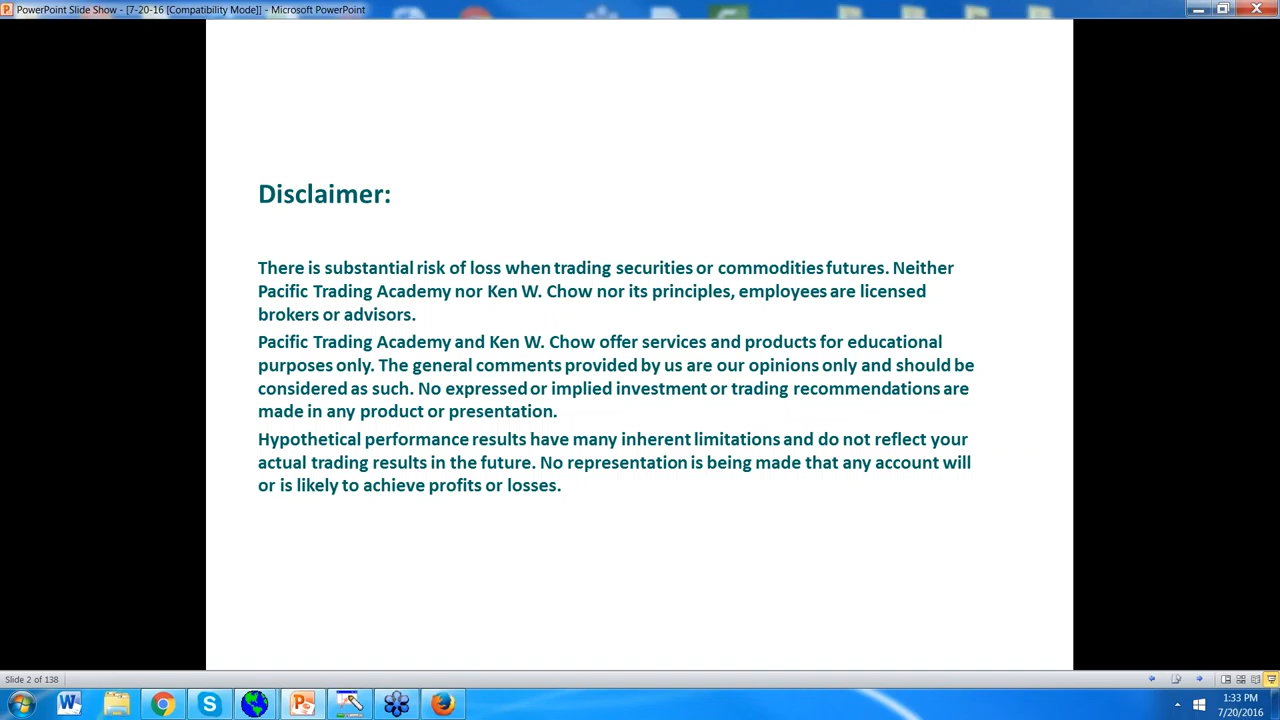 PowerPoint Slide Show - [7-20-16 [Compatibility Mode]] - Microsoft PowerPoint
Disclaimer:
There is substantial risk of loss when trading securities or commodities futures. Neither
Pacific Trading Academy nor Ken W. Chow nor its principles, employees are licensed
brokers or advisors.
Pacific Trading Academy and Ken W. Chow offer services and products for educational
purposes only. The general comments provided by us are our opinions only and should be
considered as such. No expressed or implied investment or trading recommendations are
made in any product or presentation.
Hypothetical performance results have many inherent limitations and do not reflect your
actual trading results in the future. No representation is being made that any account will
or is likely to achieve profits or losses.
Slide 2 of 138
1:33 PM
7/20/2016